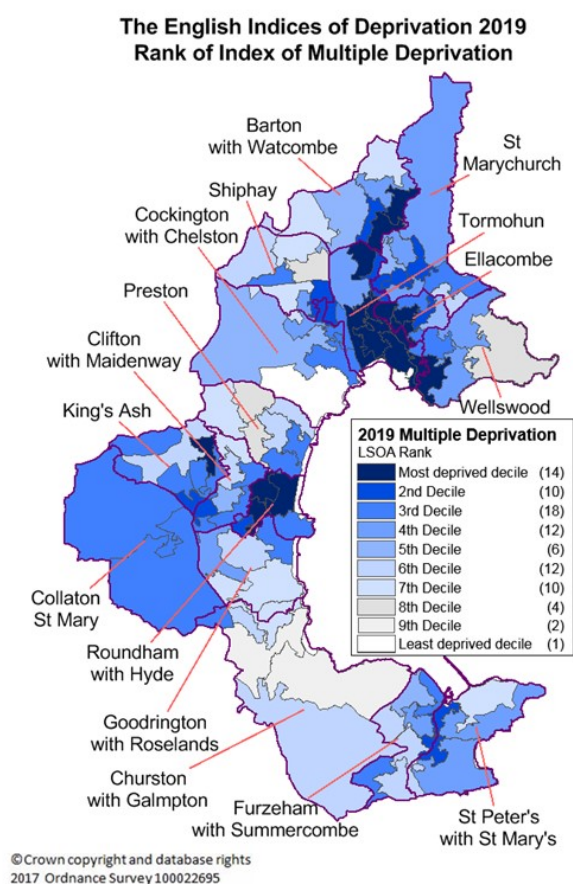 The English Indices of Deprivation 2019
Rank of Index of Multiple Deprivation
Barton
with Watcombe
St
Marychurch
Shiphay
Tormohun
Cockington
with Chelston
Ellacombe
Preston
Clifton
with Maidenway
King's Ash
Wellswood
2019 Multiple Deprivation
LSOA Rank
Most deprived decile (14)
2nd Decile (10)
3rd Decile (18)
4th Decile (12)
5th Decile (6)
6th Decile (12)
7th Decile (10)
8th Decile (4)
9th Decile (2)
Least deprived decile (1)
Collaton
St Mary
Roundham
with Hyde
Goodrington
with Roselands
Churston
with Galmpton
Furzeham
with Summercombe
St Peter's
with St Mary's
©Crown copyright and database rights
2017 Ordnance Survey 100022695